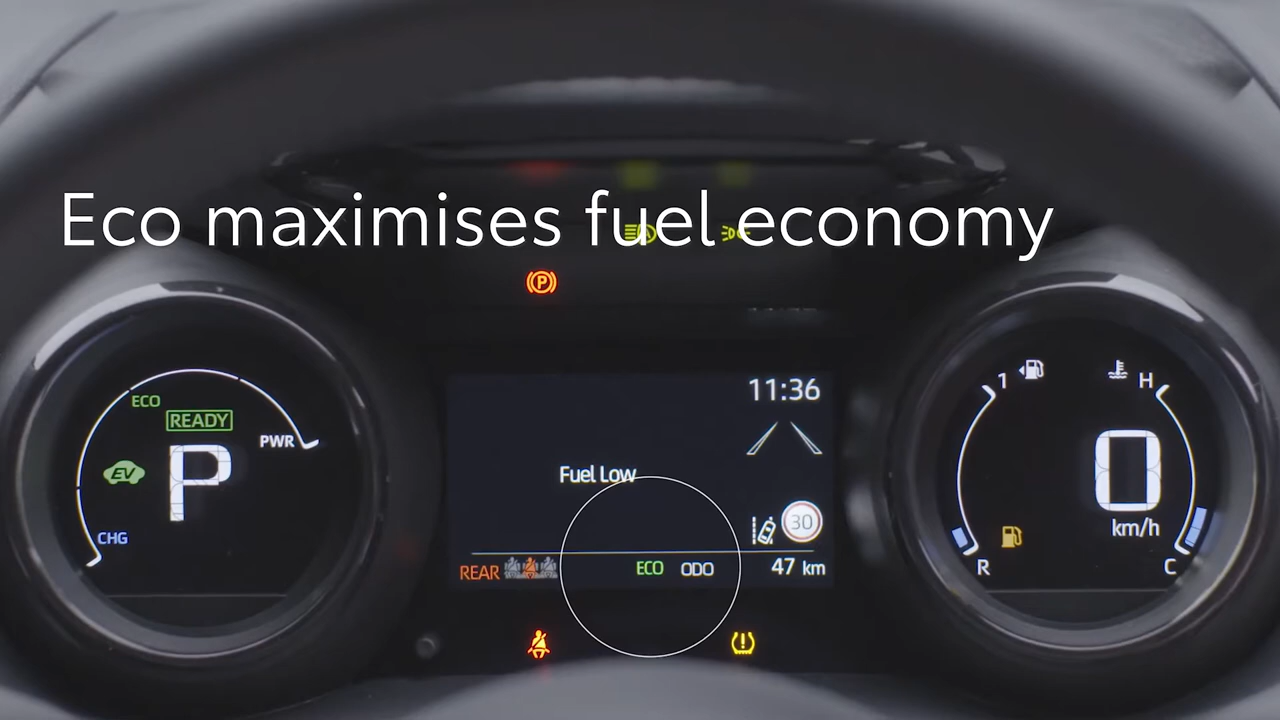 Eco maximises fuel economy
P
ECO
READY
PWR
EV
P
CHG
11:36
Fuel Low
30
REAR
ECO ODO
47 km
1
H
0
km/h
R
C